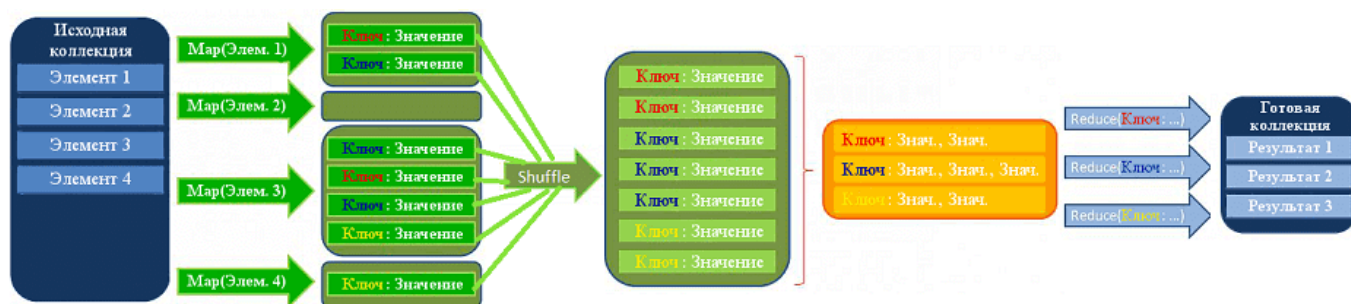 Исходная
коллекция
Элемент 1
Элемент 2
Элемент 3
Элемент 4
Map(Элем. 1)
Map(Элем. 2)
Map(Элем. 3)
Map(Элем. 4)
Ключ : Значение
Ключ : Значение
Ключ : Значение
Ключ : Значение
Ключ : Значение
Ключ : Значение
Ключ : Значение
Shuffle
Ключ : Значение
Ключ : Значение
Ключ : Значение
Ключ : Значение
Ключ : Значение
Ключ : Значение
Ключ : Значение
Ключ : Знач., Знач.
Ключ : Знач., Знач., Знач.
Ключ : Знач., Знач.
Reduce(Ключ: ...)
Reduce(Ключ: ...)
Reduce(Ключ: ...)
Готовая
коллекция
Результат 1
Результат 2
Результат 3